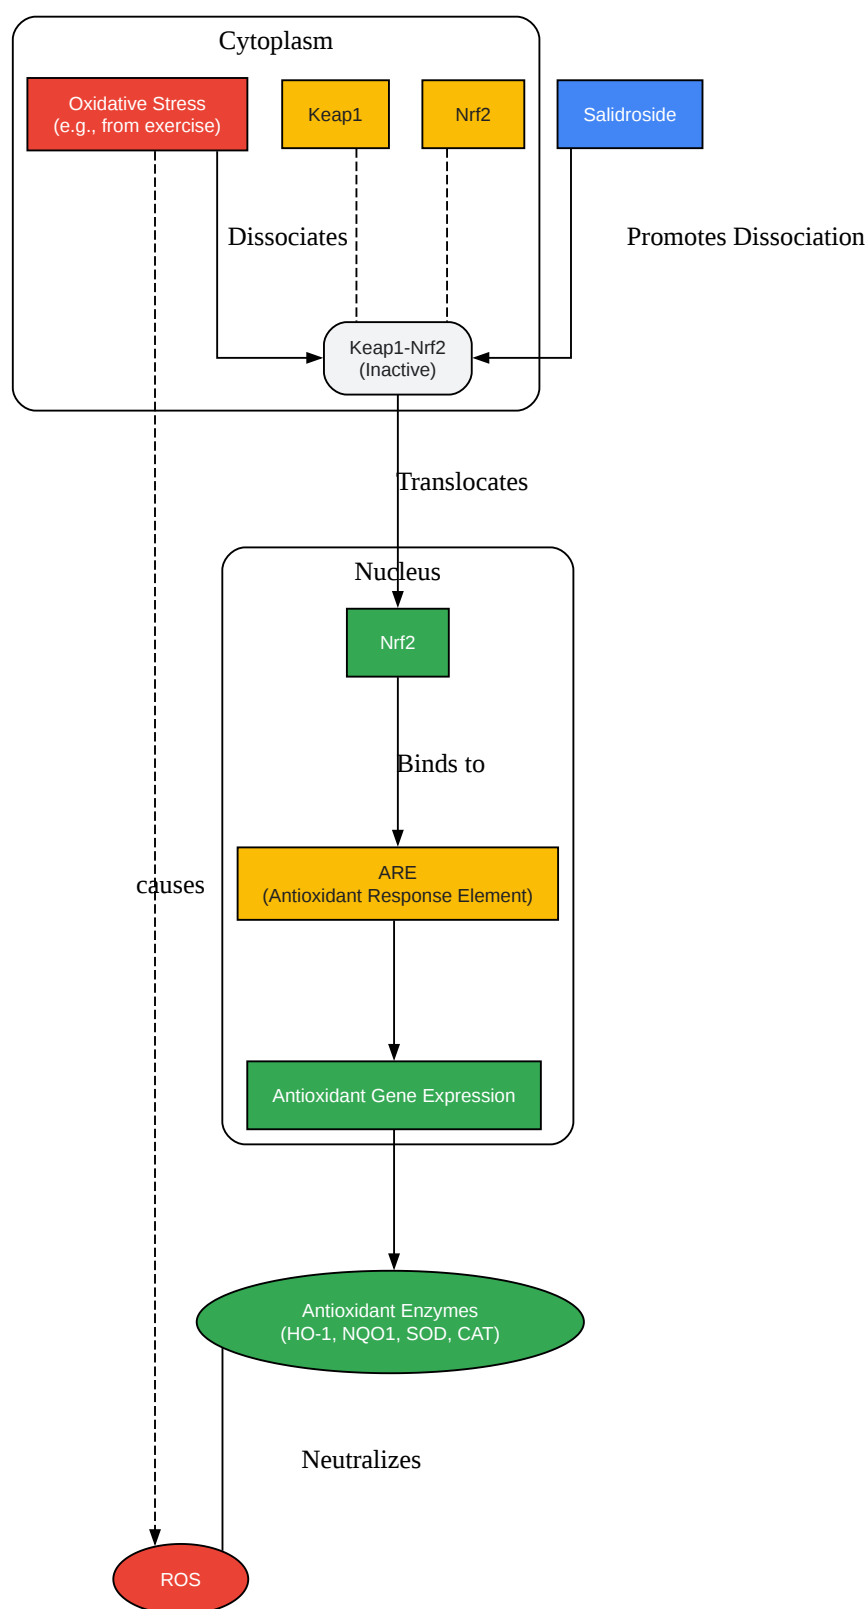 Cytoplasm
Oxidative Stress
(e.g., from exercise)
Keap1
Nrf2
Salidroside
Dissociates
Promotes Dissociation
Keap1-Nrf2
(Inactive)
Translocates
Nucleus
Nrf2
Binds to
ARE
(Antioxidant Response Element)
causes
Antioxidant Gene Expression
Antioxidant Enzymes
(HO-1, NQO1, SOD, CAT)
Neutralizes
ROS